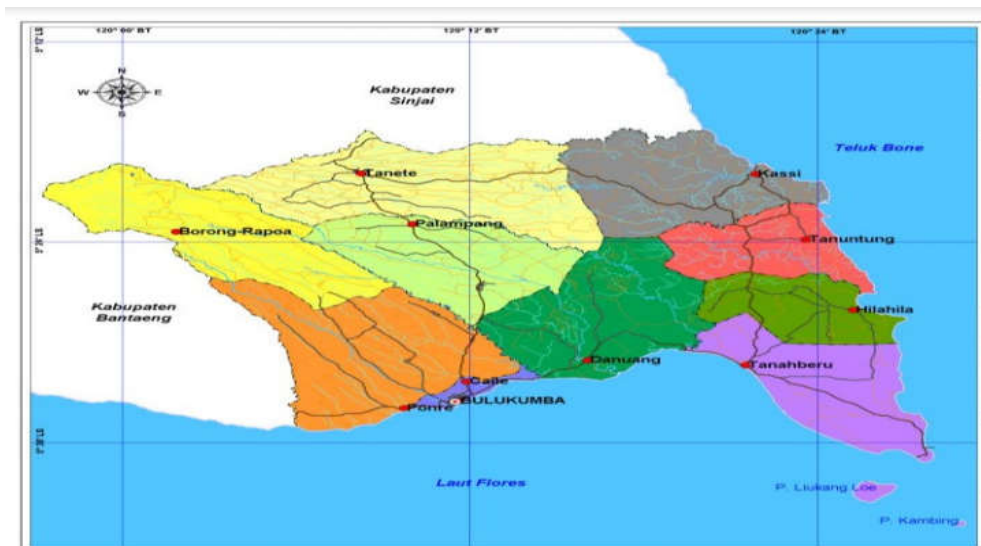 120° 00' BT
120° 12' BT
120° 24' BT
N
W
E
S
Kabupaten
Sinjai
Teluk Bone
Tanete
Kassi
Palampang
Borong-Rapoa
Tanuntung
Kabupaten
Bantaeng
Hilahila
Danuang
Tanahberu
Caile
BULUKUMBA
Ponre
Laut Flores
P. Liukang Loe
P. Kambing